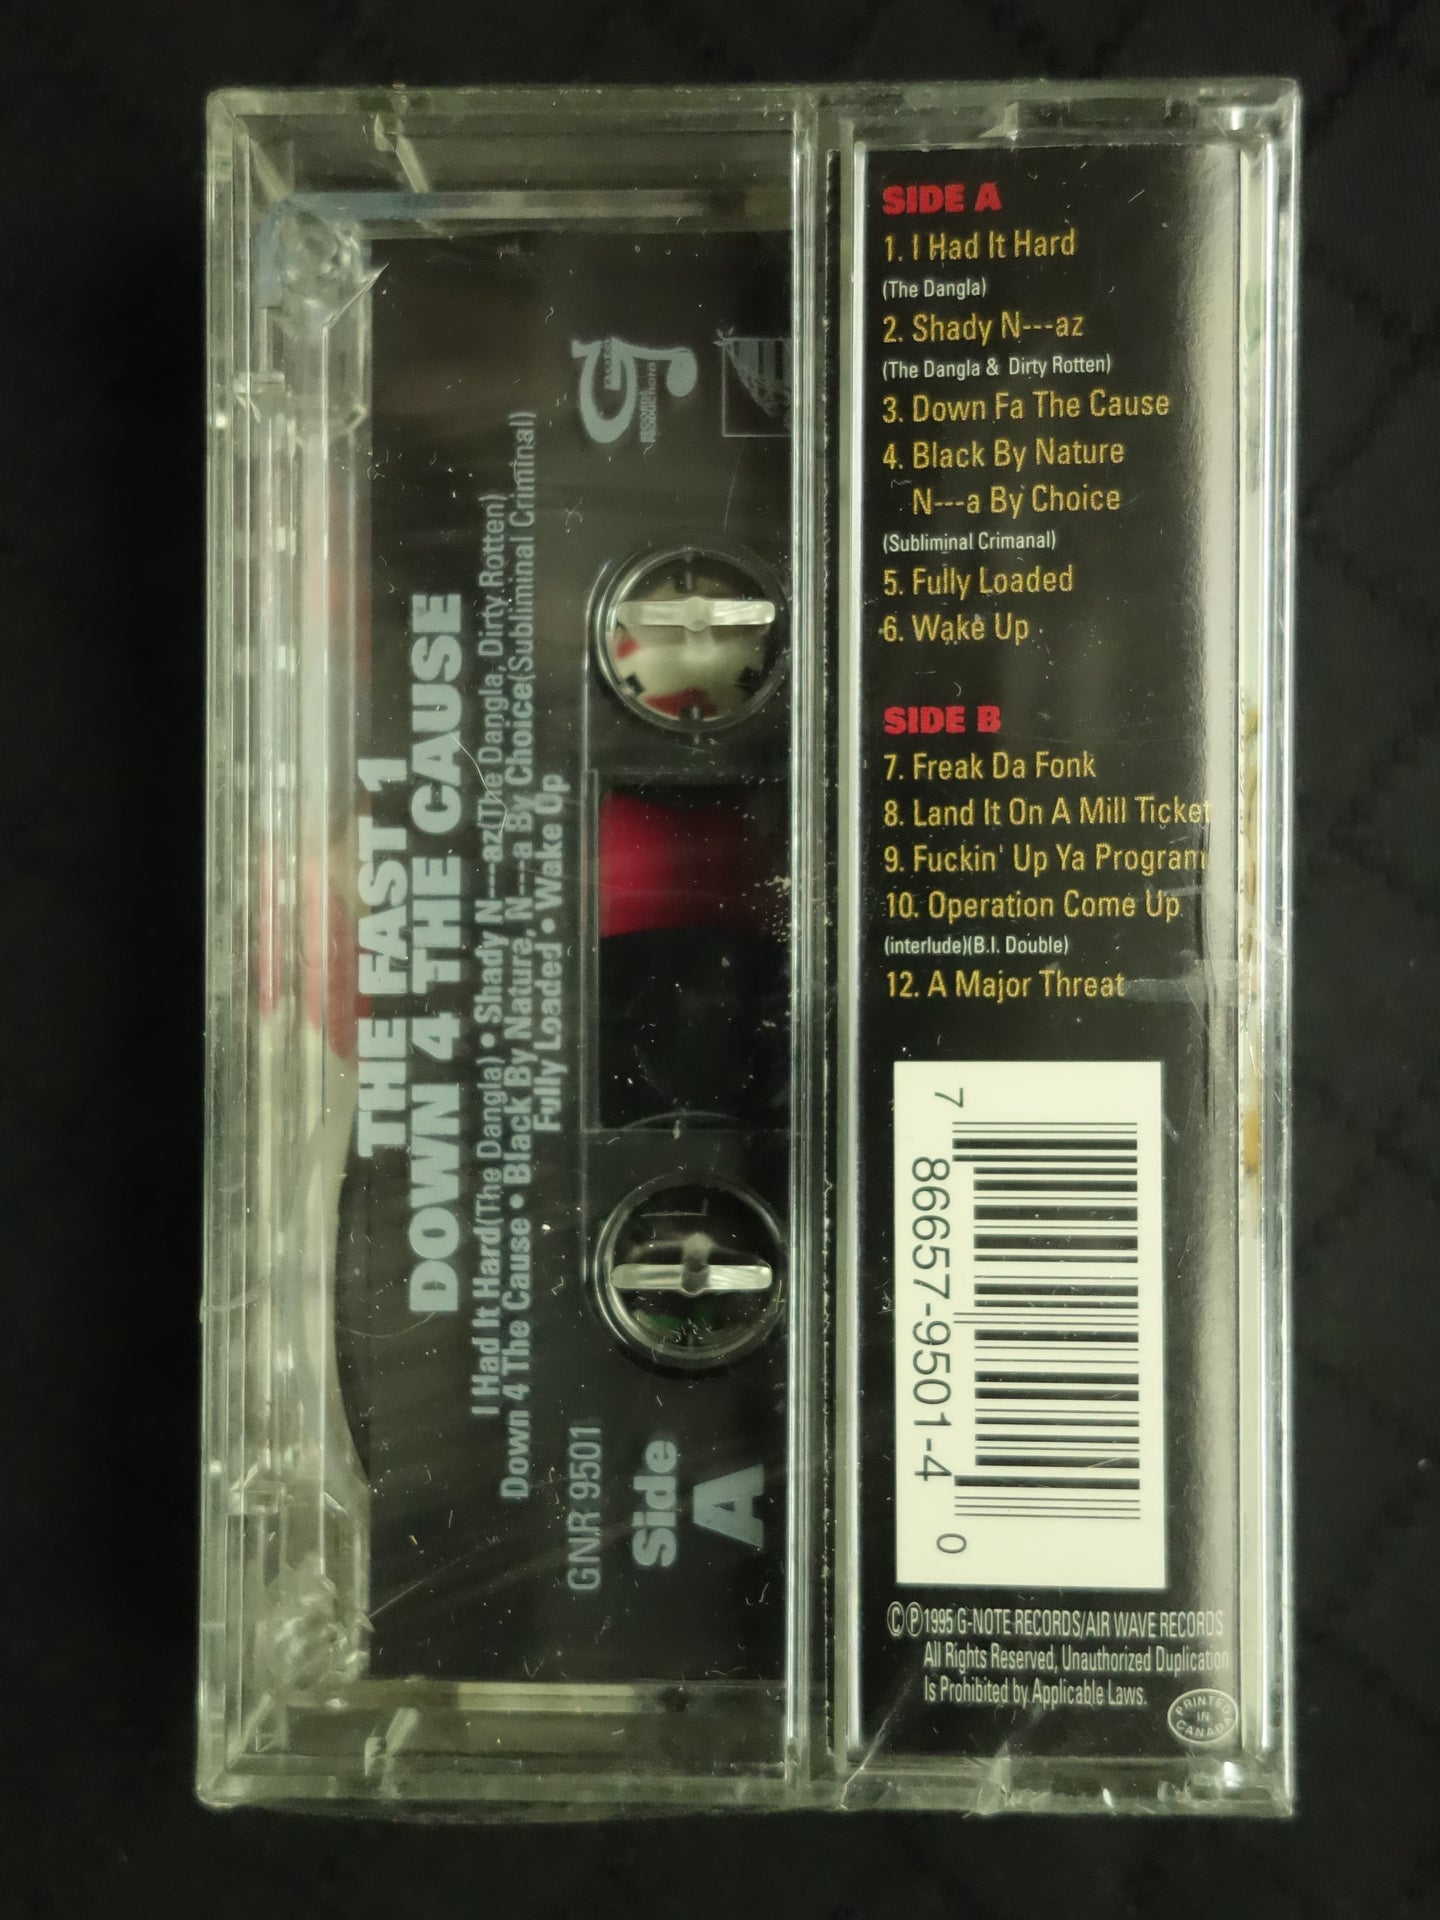 THE FAST 1
DOWN 4 THE CAUSE
I Had It Hard(The Dangla) • Shady N---az(The Dangla, Dirty Rotten)
Down 4 The Cause • Black By Nature, N---a By Choice(Subliminal Criminal)
Fully Loaded • Wake Up
GNR 9501
Side
A
SIDE A
1. I Had It Hard
(The Dangla)
2. Shady N---az
(The Dangla & Dirty Rotten)
3. Down Fa The Cause
4. Black By Nature
N---a By Choice
(Subliminal Crimanal)
5. Fully Loaded
6. Wake Up
SIDE B
7. Freak Da Fonk
8. Land It On A Mill Ticket
9. Fuckin' Up Ya Program
10. Operation Come Up
(interlude)(B.I. Double)
12. A Major Threat
7 86657-9501-4 0
©℗1995 G-NOTE RECORDS/AIR WAVE RECORDS
All Rights Reserved, Unauthorized Duplication
Is Prohibited by Applicable Laws.
PRINTED
IN
CANADA